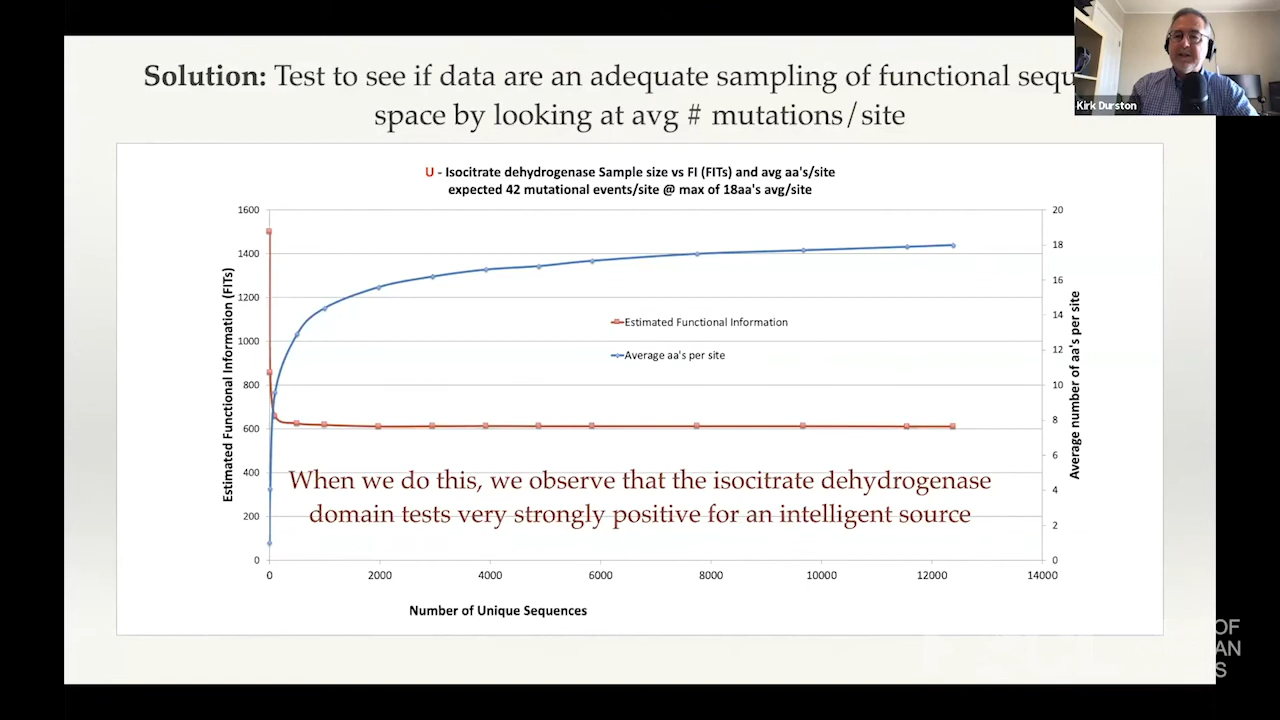 Solution: Test to see if data are an adequate sampling of functional sequ
space by looking at avg # mutations/site
Kirk Durston
U - Isocitrate dehydrogenase Sample size vs FI (FITs) and avg aa's/site
expected 42 mutational events/site @ max of 18aa's avg/site
Estimated Functional Information (FITs)
1600
1400
1200
1000
800
600
400
200
0
Estimated Functional Information
Average aa's per site
20
18
16
14
12
10
8
6
4
2
0
Average number of aa's per site
When we do this, we observe that the isocitrate dehydrogenase
domain tests very strongly positive for an intelligent source
0 2000 4000 6000 8000 10000 12000 14000
Number of Unique Sequences
OF
AN
S